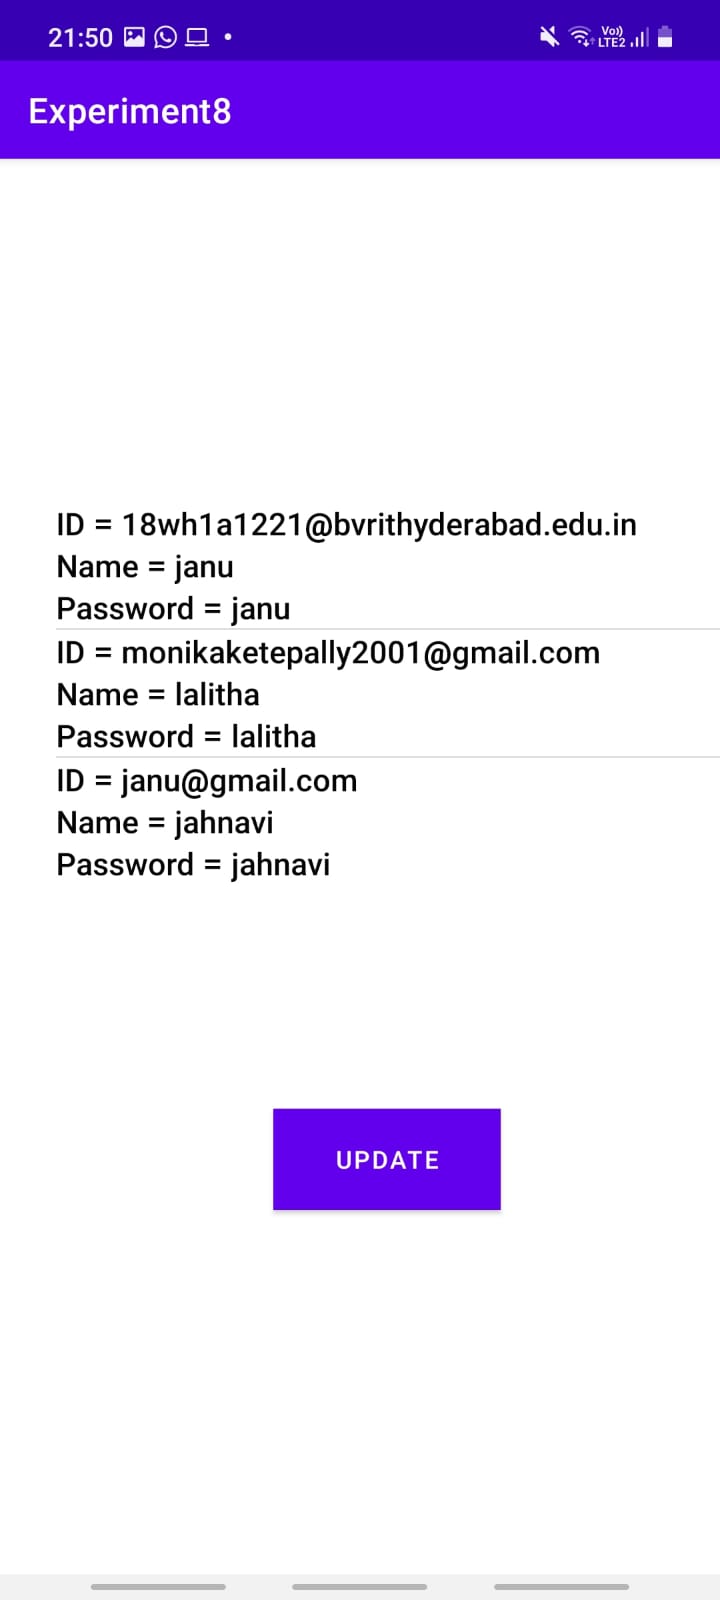 21:50
Vo))
LTE2
Experiment8
ID = 18wh1a1221@bvrithyderabad.edu.in
Name = janu
Password = janu
ID = monikaketepally2001@gmail.com
Name = lalitha
Password = lalitha
ID = janu@gmail.com
Name = jahnavi
Password = jahnavi
UPDATE